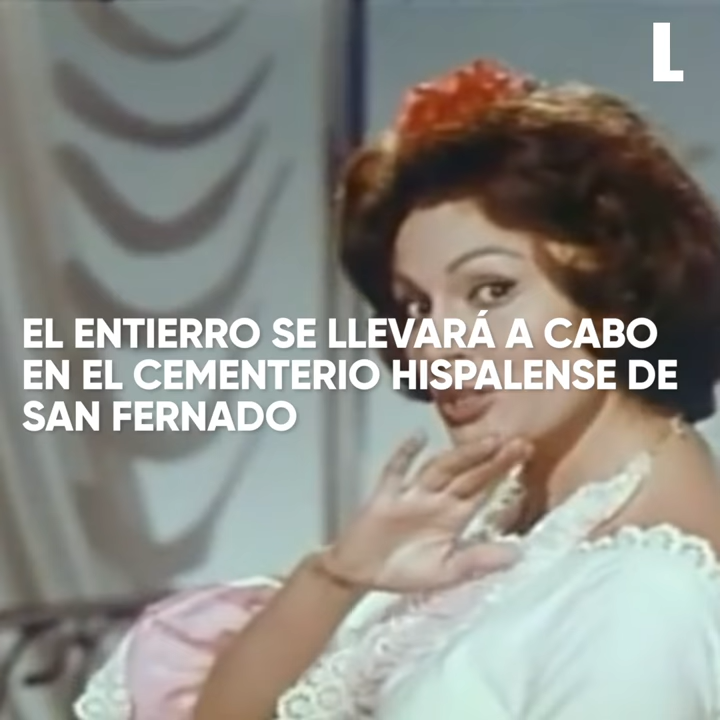 L
EL ENTIERRO SE LLEVARÁ A CABO
EN EL CEMENTERIO HISPALENSE DE
SAN FERNADO